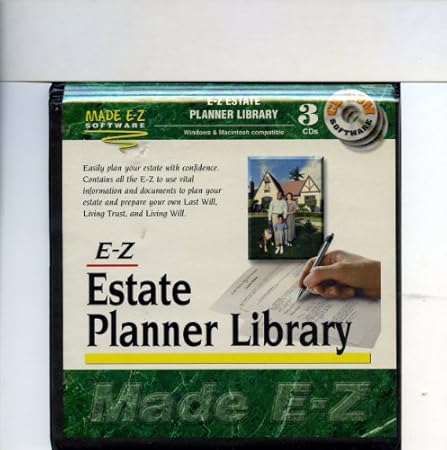 MADE E-Z
SOFTWARE
E-Z ESTATE
PLANNER LIBRARY
Windows & Macintosh compatible
3
CDs
CD-ROM
SOFTWARE
Easily plan your estate with confidence.
Contains all the E-Z to use vital
information and documents to plan your
estate and prepare your own Last Will,
Living Trust, and Living Will.
E-Z
Estate
Planner Library
Made E-Z